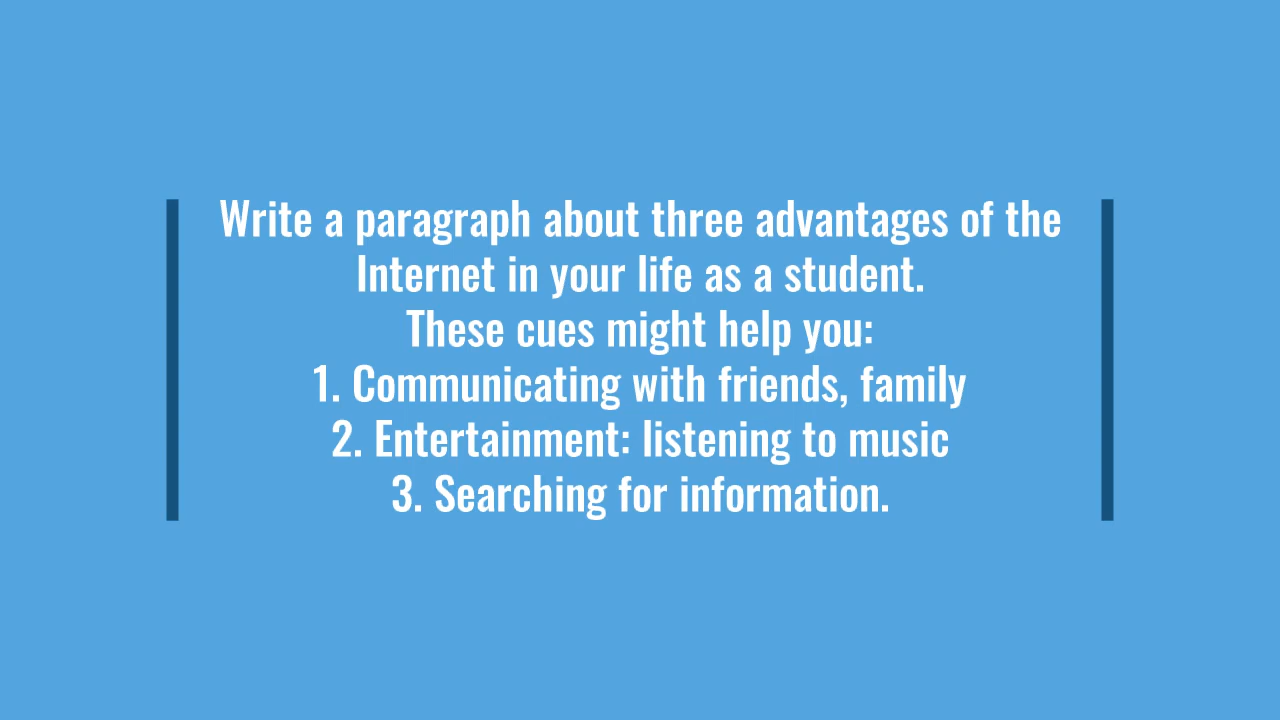 Write a paragraph about three advantages of the
Internet in your life as a student.
These cues might help you:
1. Communicating with friends, family
2. Entertainment: listening to music
3. Searching for information.